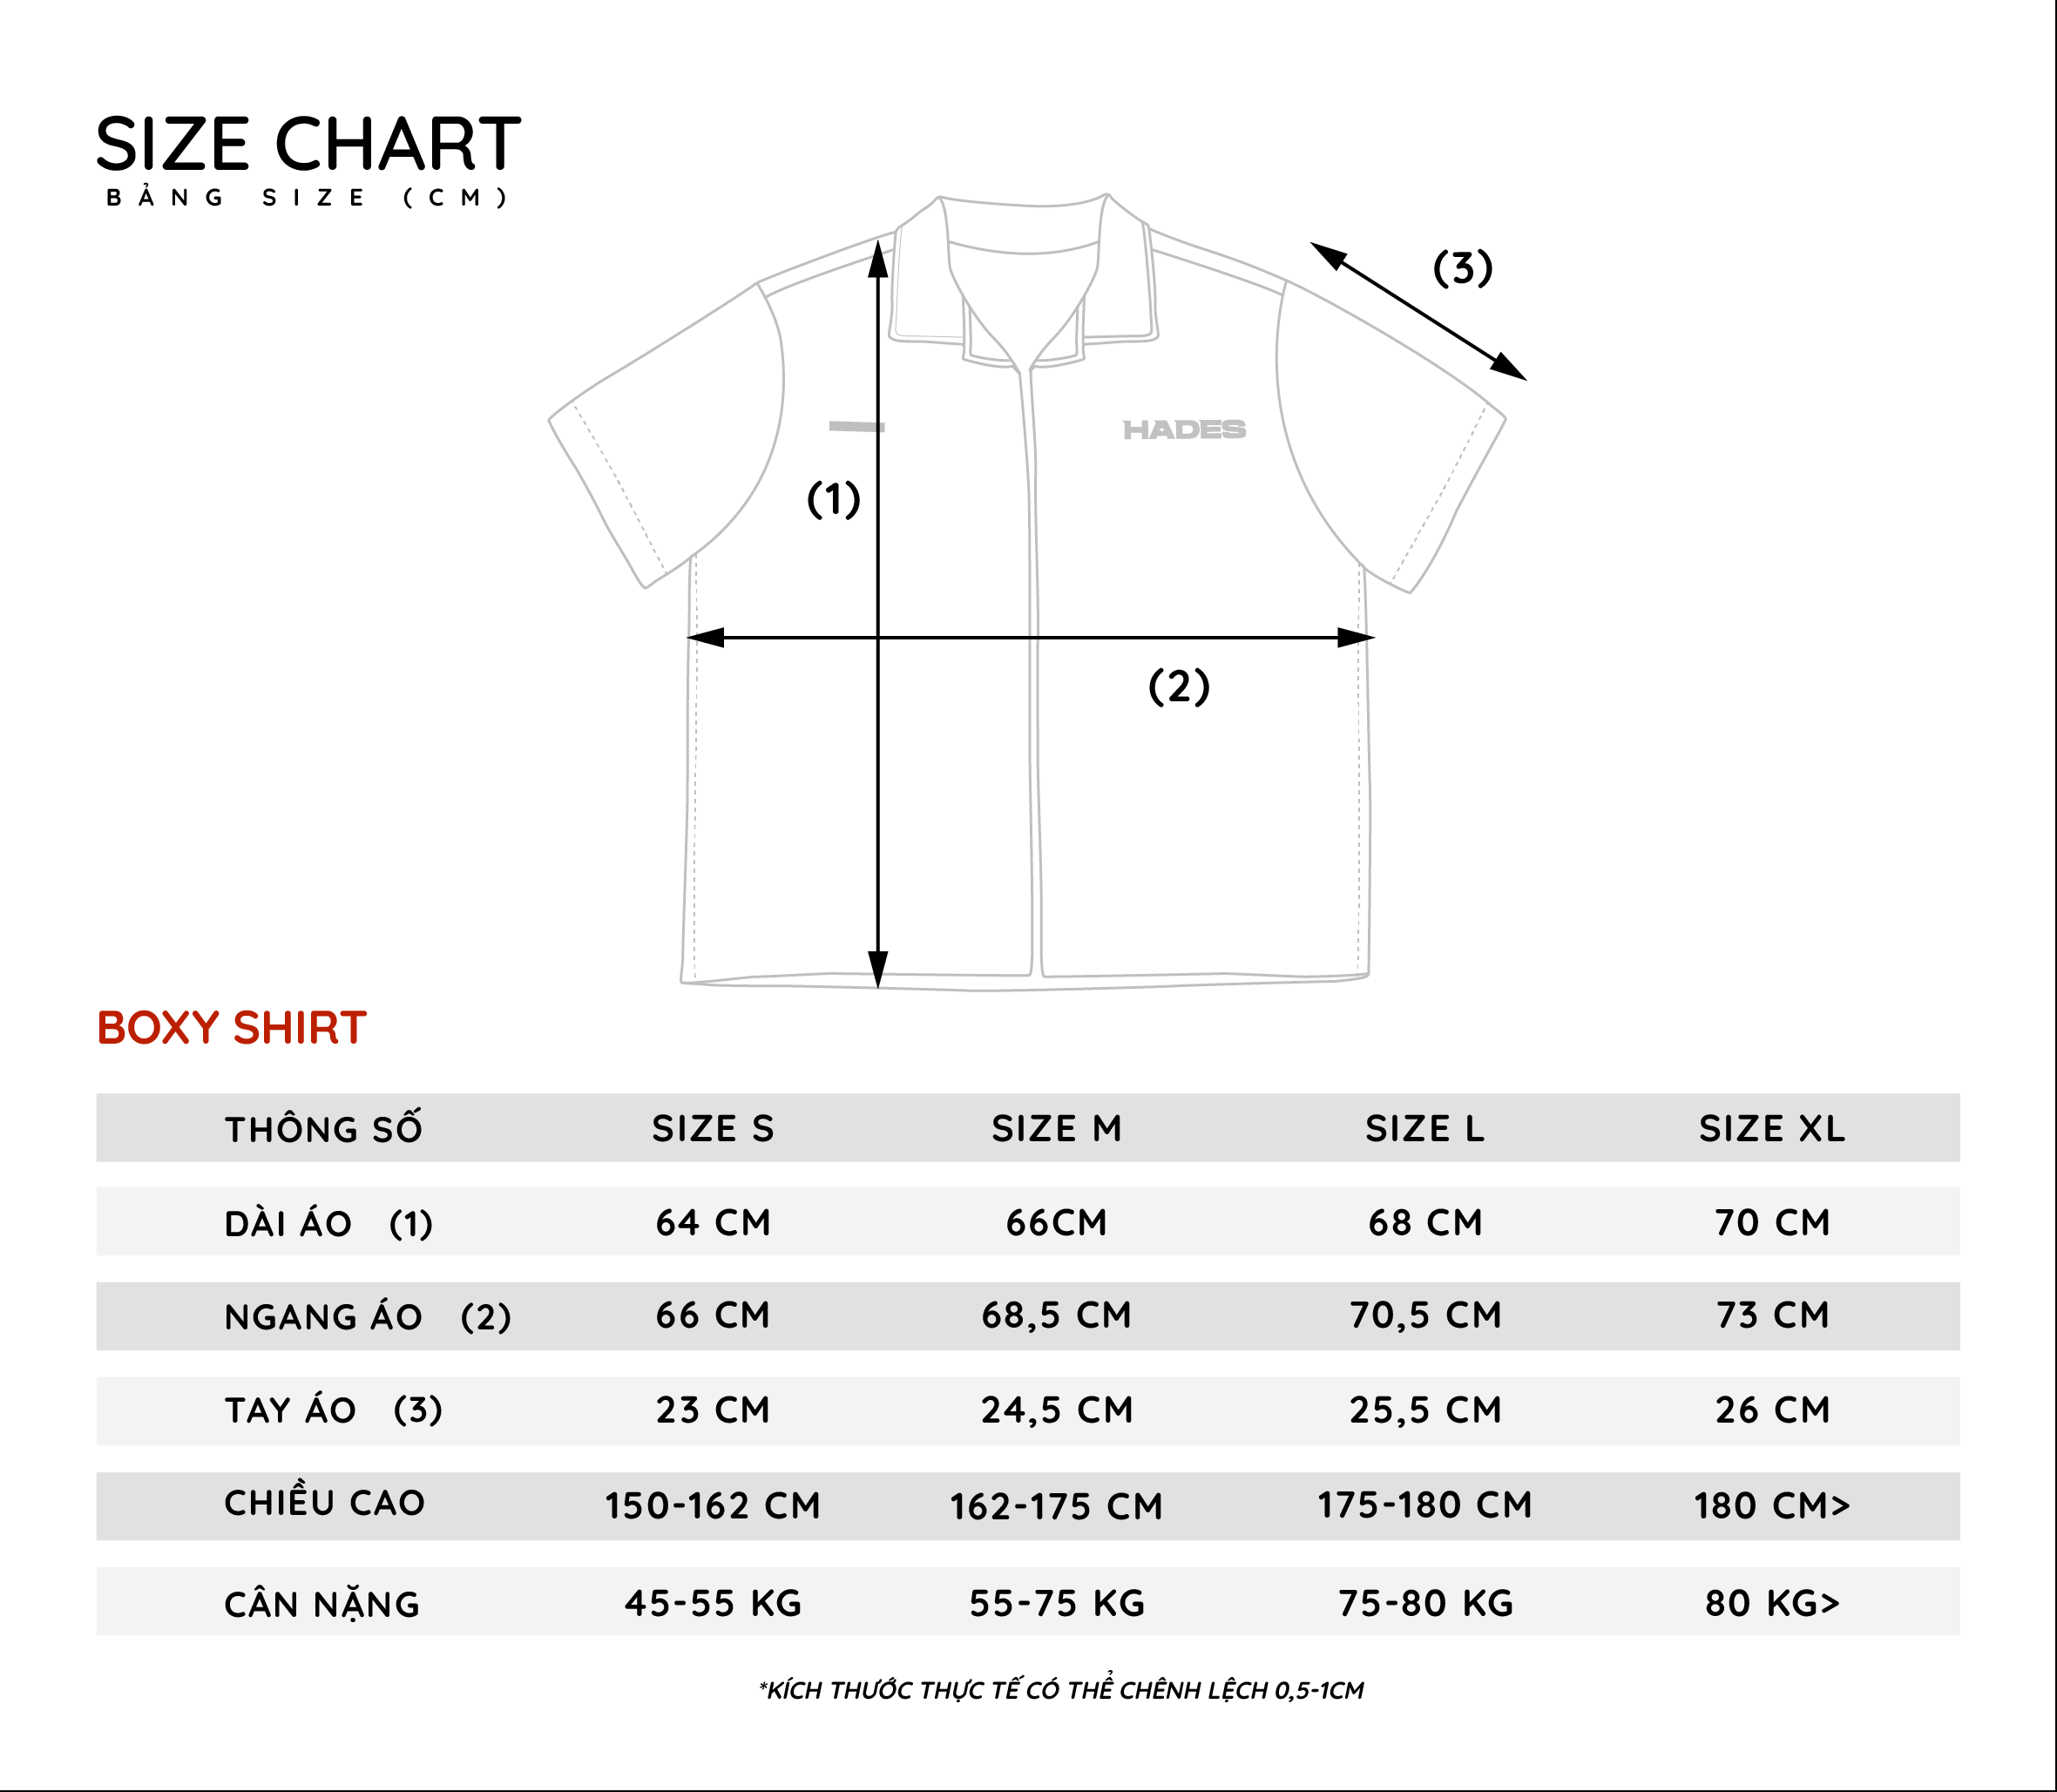 SIZE CHART
BẢNG SIZE (CM)
(3)
HADES
(1)
(2)
BOXY SHIRT
THÔNG SỐ SIZE S SIZE M SIZE L SIZE XL
DÀI ÁO (1) 64 CM 66CM 68 CM 70 CM
NGANG ÁO (2) 66 CM 68,5 CM 70,5 CM 73 CM
TAY ÁO (3) 23 CM 24,5 CM 25,5 CM 26 CM
CHIỀU CAO 150-162 CM 162-175 CM 175-180 CM 180 CM>
CÂN NẶNG 45-55 KG 55-75 KG 75-80 KG 80 KG>
*KÍCH THƯỚC THỰC TẾ CÓ THỂ CHÊNH LỆCH 0,5-1CM